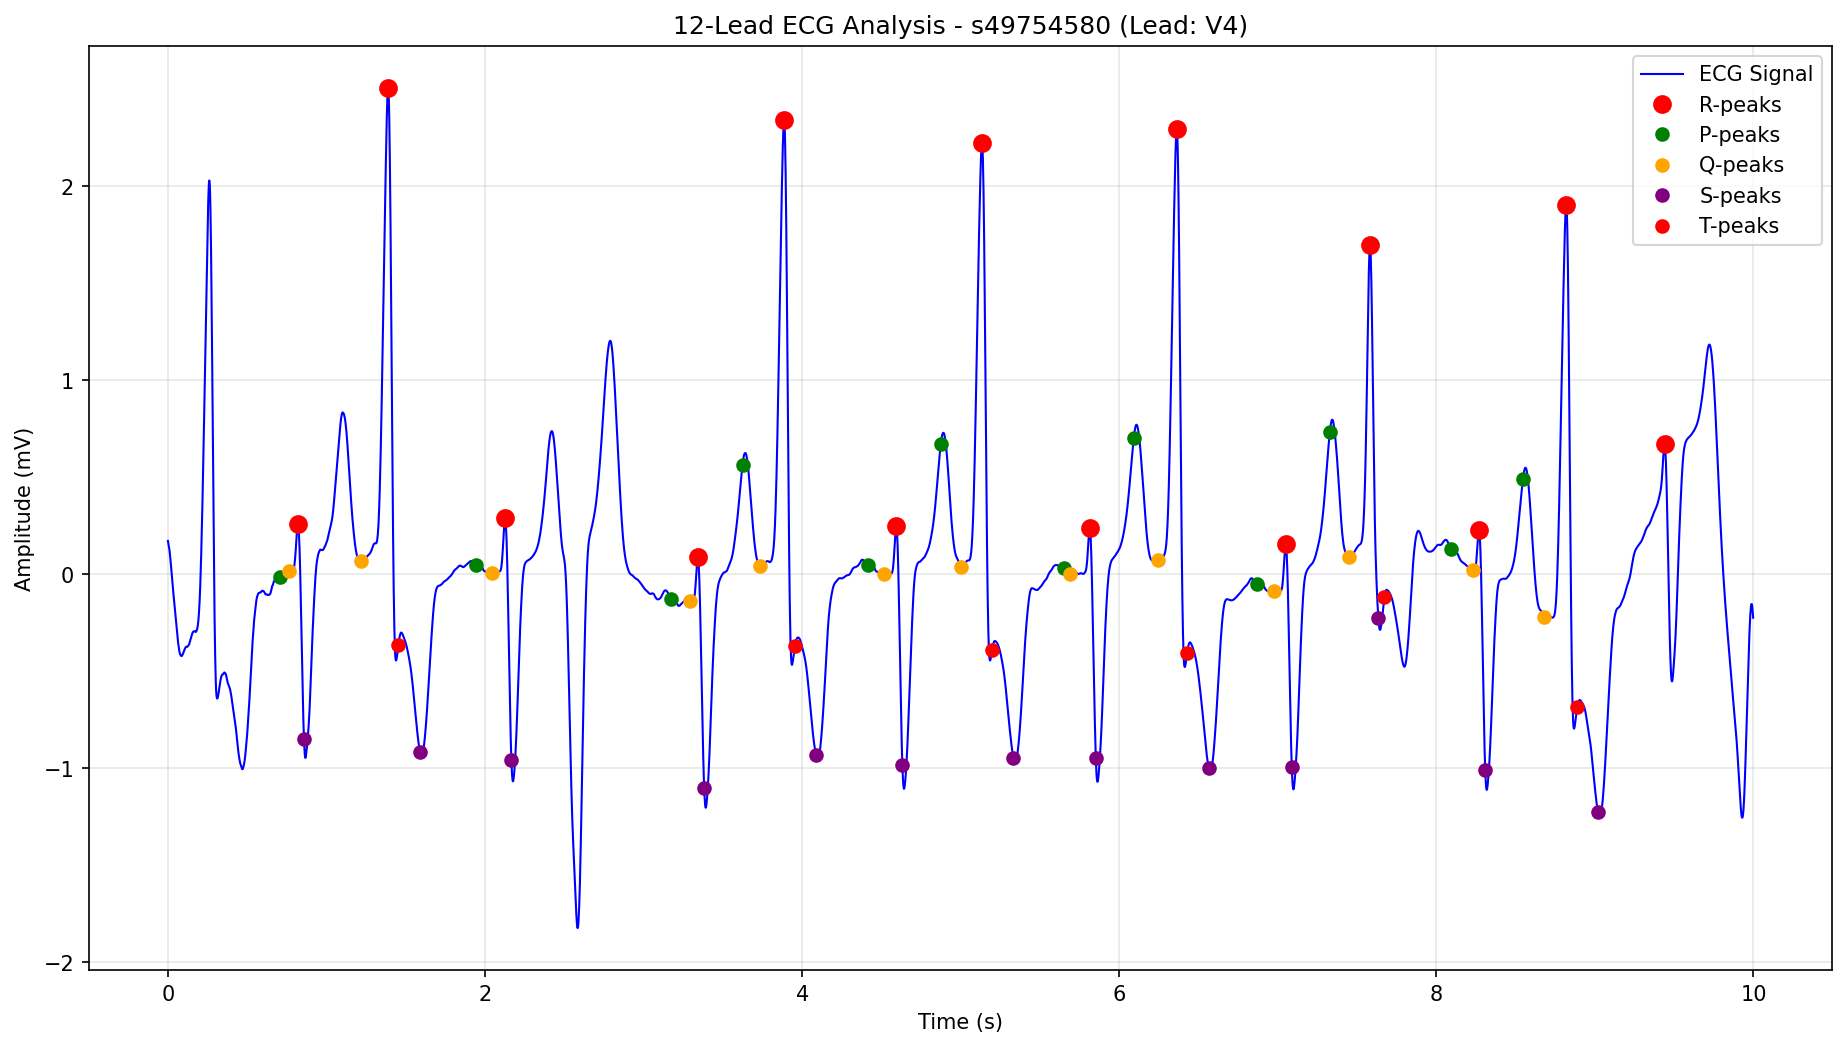 12-Lead ECG Analysis - s49754580 (Lead: V4)
ECG Signal
R-peaks
P-peaks
Q-peaks
S-peaks
T-peaks
Amplitude (mV)
2
1
0
−1
−2
0
2
4
6
8
10
Time (s)